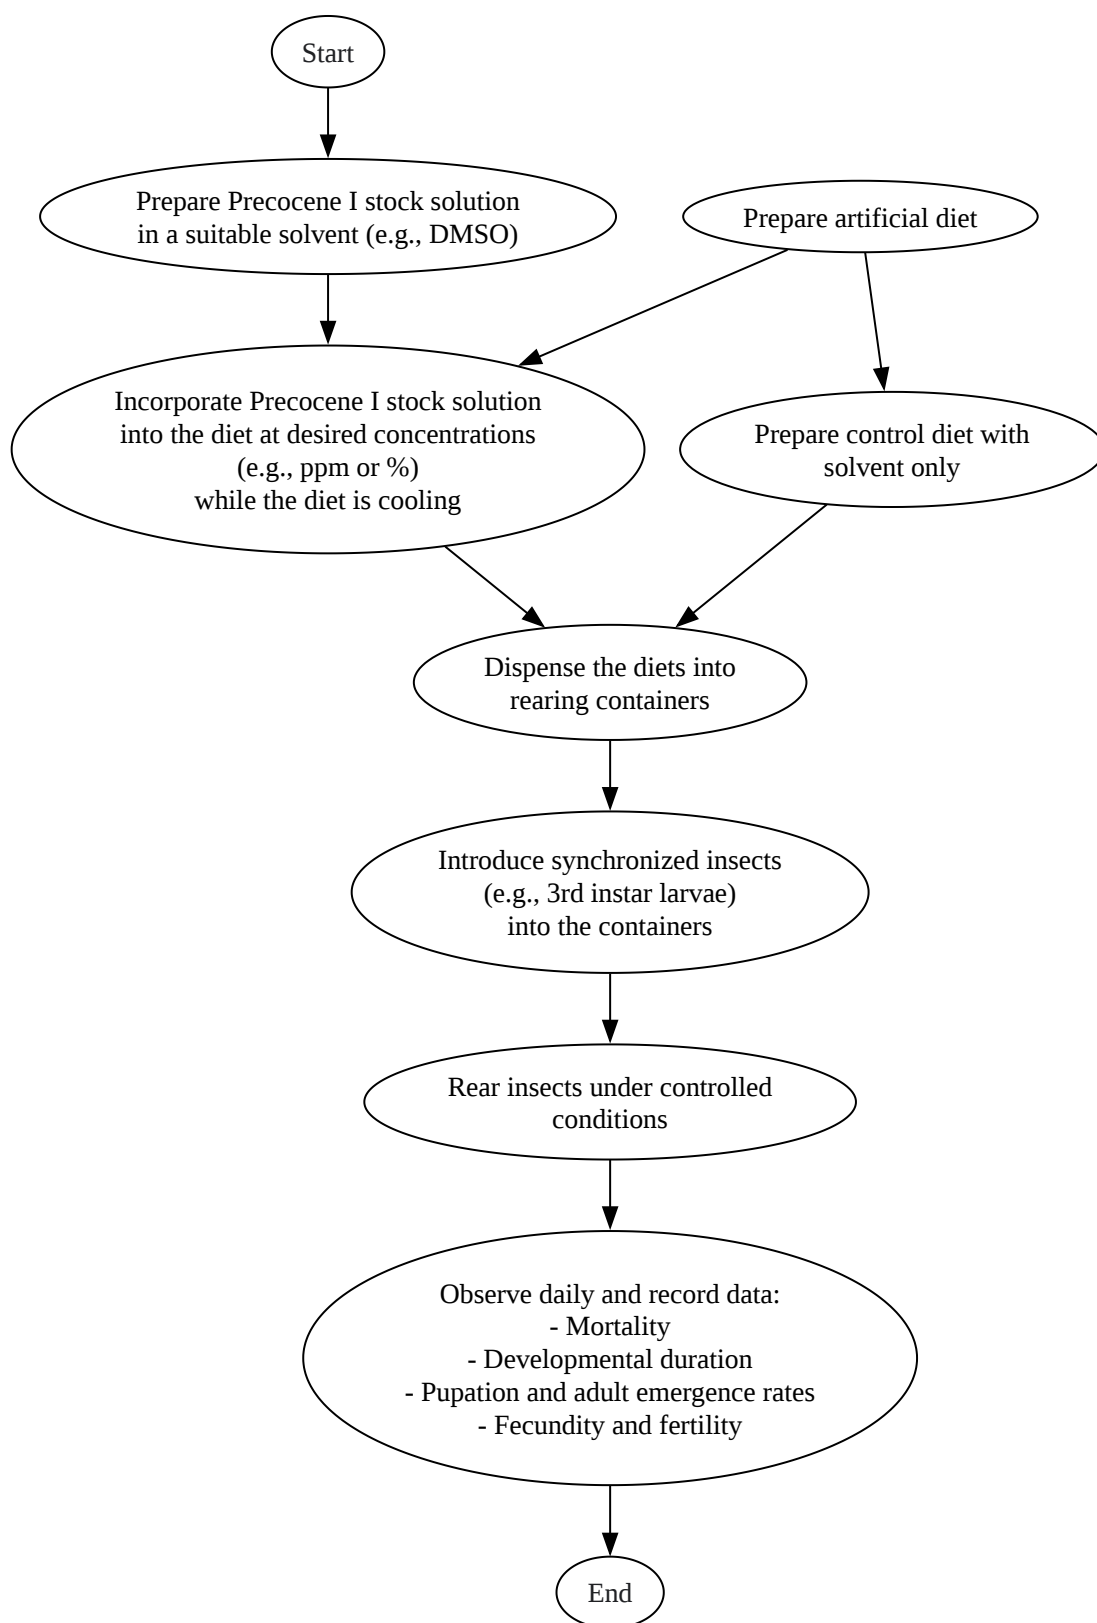 Start
Prepare Precocene I stock solution
in a suitable solvent (e.g., DMSO)
Prepare artificial diet
Incorporate Precocene I stock solution
into the diet at desired concentrations
(e.g., ppm or %)
while the diet is cooling
Prepare control diet with
solvent only
Dispense the diets into
rearing containers
Introduce synchronized insects
(e.g., 3rd instar larvae)
into the containers
Rear insects under controlled
conditions
Observe daily and record data:
- Mortality
- Developmental duration
- Pupation and adult emergence rates
- Fecundity and fertility
End